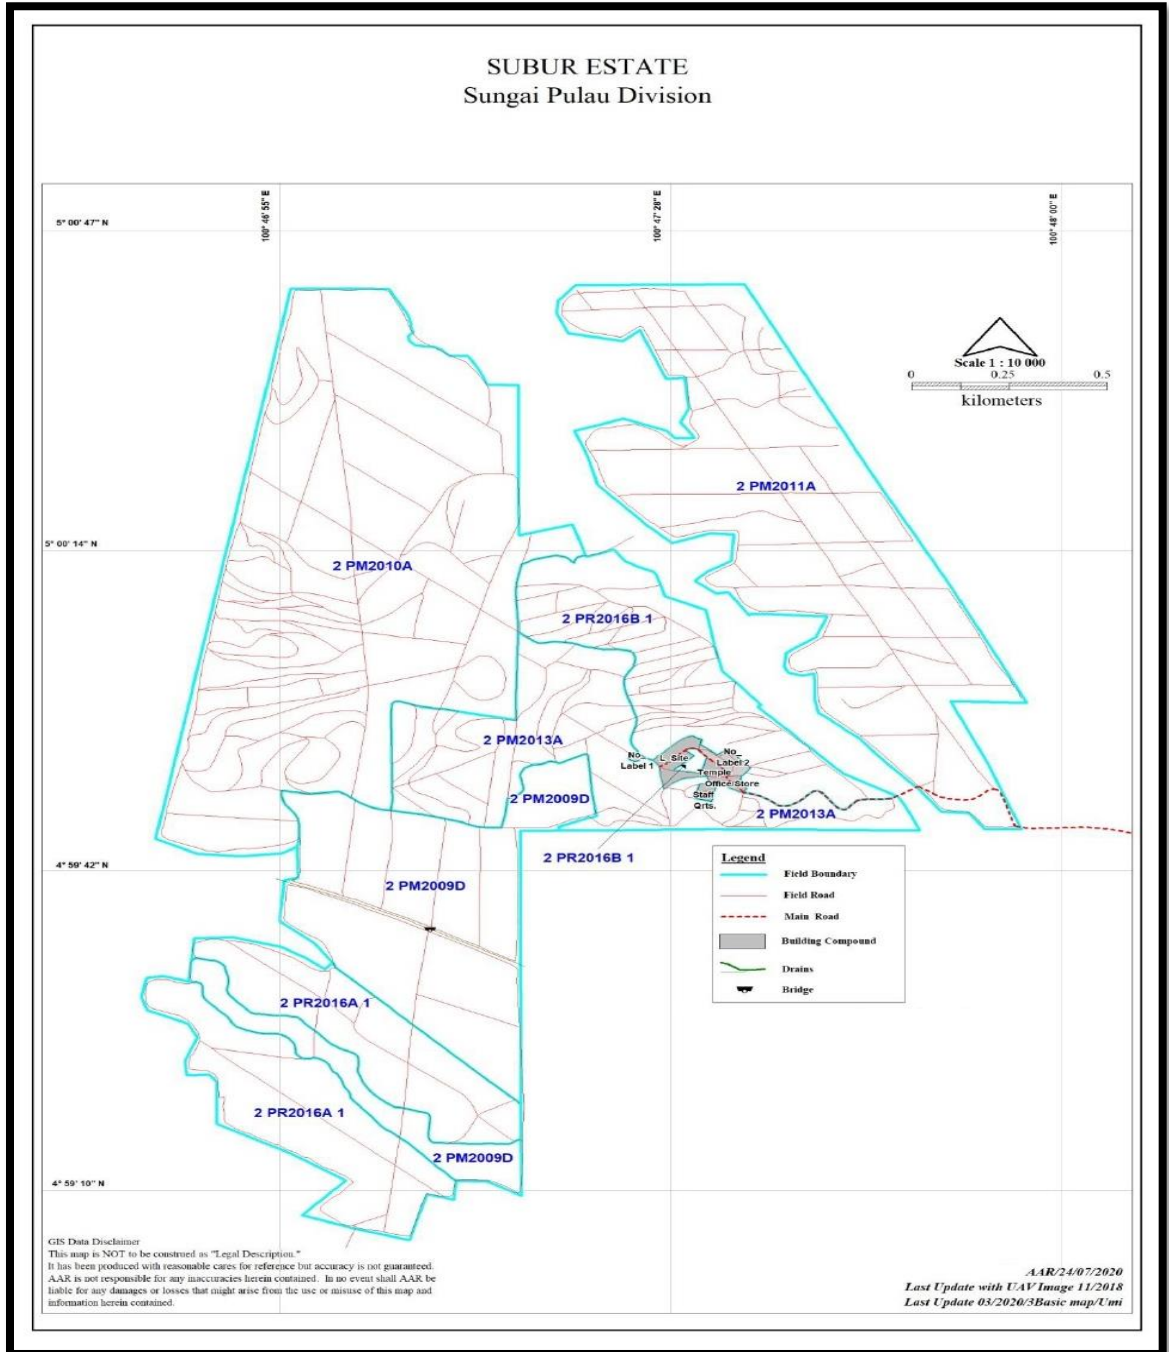 SUBUR ESTATE
Sungai Pulau Division
100° 46' 55" E
100° 47' 28" E
100° 48' 00" E
5° 00' 47" N
Scale 1 : 10 000
0 0.25 0.5
kilometers
2 PM2011A
5° 00' 14" N
2 PM2010A
2 PR2016B 1
2 PM2013A
No_
Label 1
L_Site
No_
Label 2
Temple
Office/Store
Staff
Qrts.
2 PM2009D
2 PM2013A
2 PR2016B 1
4° 59' 42" N
2 PM2009D
Legend
Field Boundary
Field Road
Main Road
Building Compound
Drains
Bridge
2 PR2016A 1
2 PR2016A 1
2 PM2009D
4° 59' 10" N
GIS Data Disclaimer
This map is NOT to be construed as "Legal Description."
It has been produced with reasonable cares for reference but accuracy is not guaranteed.
AAR is not responsible for any inaccuracies herein contained. In no event shall AAR be
liable for any damages or losses that might arise from the use or misuse of this map and
information herein contained.
AAR/24/07/2020
Last Update with UAV Image 11/2018
Last Update 03/2020/3Basic map/Umi